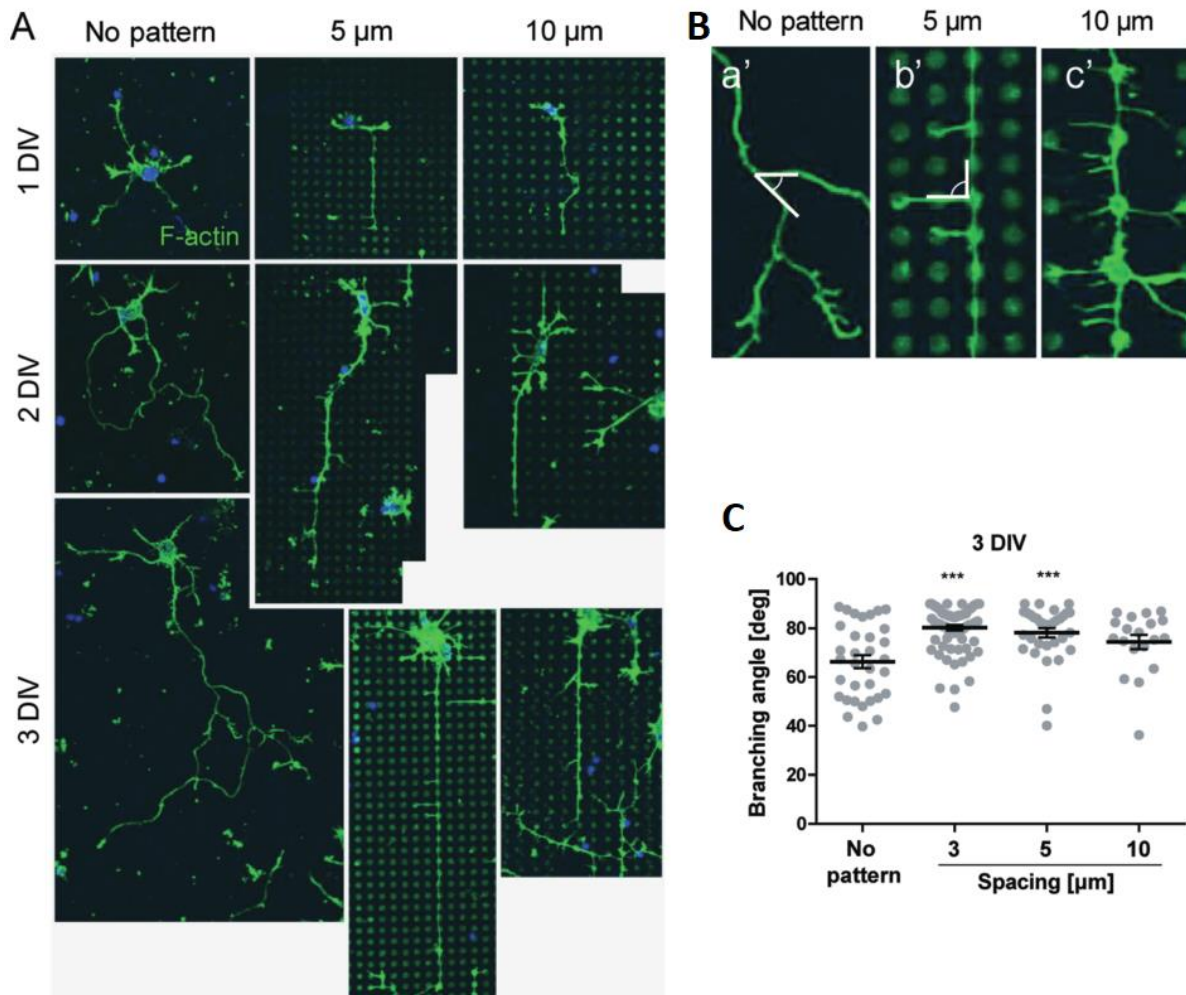 A
No pattern
5 µm
10 µm
1 DIV
F-actin
2 DIV
3 DIV
B
No pattern
5 µm
10 µm
a'
b'
c'
C
3 DIV
***
***
Branching angle [deg]
100
80
60
40
20
0
No pattern
3
5
10
Spacing [µm]